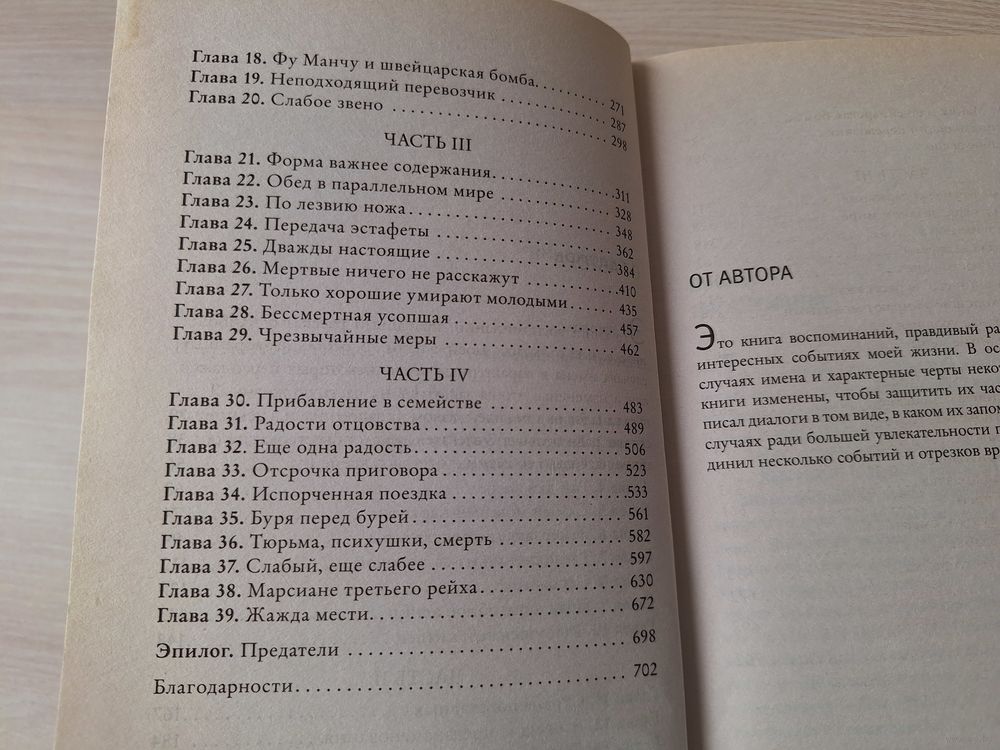 Глава 18. Фу Манчу и швейцарская бомба. . . . . . . . . 271
Глава 19. Неподходящий перевозчик . . . . . . . . . . . . 287
Глава 20. Слабое звено . . . . . . . . . . . . . . . . . . . . . 298
ЧАСТЬ III
Глава 21. Форма важнее содержания. . . . . . . . . . . . .311
Глава 22. Обед в параллельном мире . . . . . . . . . . . . 328
Глава 23. По лезвию ножа. . . . . . . . . . . . . . . . . . . . 348
Глава 24. Передача эстафеты . . . . . . . . . . . . . . . . . 362
Глава 25. Дважды настоящие . . . . . . . . . . . . . . . . . 384
Глава 26. Мертвые ничего не расскажут . . . . . . . . . .410
Глава 27. Только хорошие умирают молодыми. . . . . . 435
Глава 28. Бессмертная усопшая . . . . . . . . . . . . . . . . 457
Глава 29. Чрезвычайные меры . . . . . . . . . . . . . . . . 462
ЧАСТЬ IV
Глава 30. Прибавление в семействе . . . . . . . . . . . . . 483
Глава 31. Радости отцовства . . . . . . . . . . . . . . . . . . 489
Глава 32. Еще одна радость. . . . . . . . . . . . . . . . . . . 506
Глава 33. Отсрочка приговора . . . . . . . . . . . . . . . . 523
Глава 34. Испорченная поездка . . . . . . . . . . . . . . . .533
Глава 35. Буря перед бурей. . . . . . . . . . . . . . . . . . . 561
Глава 36. Тюрьма, психушки, смерть . . . . . . . . . . . . 582
Глава 37. Слабый, еще слабее . . . . . . . . . . . . . . . . . 597
Глава 38. Марсиане третьего рейха. . . . . . . . . . . . . . 630
Глава 39. Жажда мести. . . . . . . . . . . . . . . . . . . . . . 672
Эпилог. Предатели . . . . . . . . . . . . . . . . . . . . . . . . 698
Благодарности. . . . . . . . . . . . . . . . . . . . . . . . . . . . 702
ОТ АВТОРА
Это книга воспоминаний, правдивый ра
интересных событиях моей жизни. В ос
случаях имена и характерные черты неко
книги изменены, чтобы защитить их час
писал диалоги в том виде, в каком их запом
случаях ради большей увлекательности п
динил несколько событий и отрезков вр